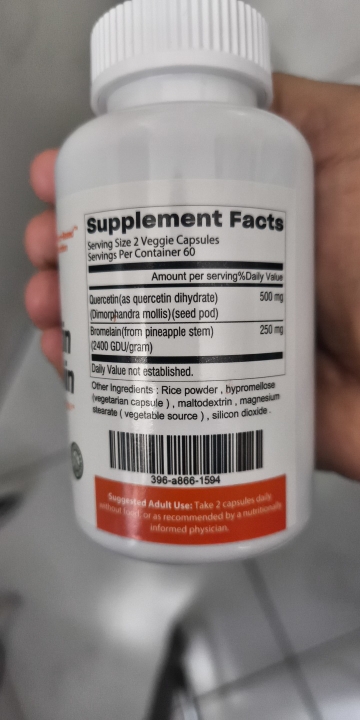 Supplement Facts
Serving Size 2 Veggie Capsules
Servings Per Container 60
Amount per serving%Daily Value
Quercetin(as quercetin dihydrate) 500 mg
(Dimorphandra mollis)(seed pod)
Bromelain(from pineapple stem) 250 mg
(2400 GDU/gram)
Daily Value not established.
Other Ingredients : Rice powder , hypromellose
(vegetarian capsule ) , maltodextrin , magnesium
stearate ( vegetable source ) , silicon dioxide .
396-a866-1594
Suggested Adult Use: Take 2 capsules daily
without food, or as recommended by a nutritionally
informed physician.